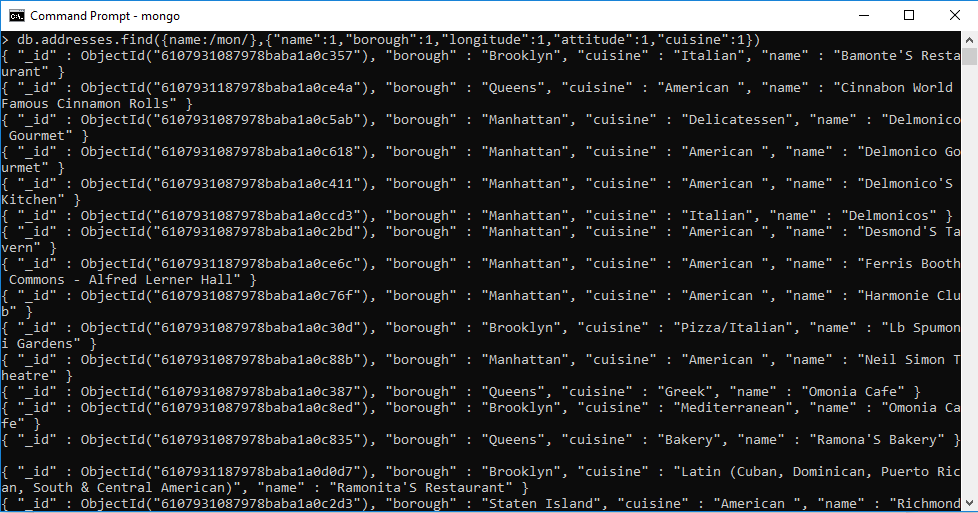 Command Prompt - mongo
> db.addresses.find({name:/mon/},{"name":1,"borough":1,"longitude":1,"attitude":1,"cuisine":1})
{ "_id" : ObjectId("6107931087978baba1a0c357"), "borough" : "Brooklyn", "cuisine" : "Italian", "name" : "Bamonte'S Resta
urant" }
{ "_id" : ObjectId("6107931187978baba1a0ce4a"), "borough" : "Queens", "cuisine" : "American ", "name" : "Cinnabon World
Famous Cinnamon Rolls" }
{ "_id" : ObjectId("6107931087978baba1a0c5ab"), "borough" : "Manhattan", "cuisine" : "Delicatessen", "name" : "Delmonico
 Gourmet" }
{ "_id" : ObjectId("6107931087978baba1a0c618"), "borough" : "Manhattan", "cuisine" : "American ", "name" : "Delmonico Go
urmet" }
{ "_id" : ObjectId("6107931087978baba1a0c411"), "borough" : "Manhattan", "cuisine" : "American ", "name" : "Delmonico'S
Kitchen" }
{ "_id" : ObjectId("6107931087978baba1a0ccd3"), "borough" : "Manhattan", "cuisine" : "Italian", "name" : "Delmonicos" }
{ "_id" : ObjectId("6107931087978baba1a0c2bd"), "borough" : "Manhattan", "cuisine" : "American ", "name" : "Desmond'S Ta
vern" }
{ "_id" : ObjectId("6107931187978baba1a0ce6c"), "borough" : "Manhattan", "cuisine" : "American ", "name" : "Ferris Booth
 Commons - Alfred Lerner Hall" }
{ "_id" : ObjectId("6107931087978baba1a0c76f"), "borough" : "Manhattan", "cuisine" : "American ", "name" : "Harmonie Clu
b" }
{ "_id" : ObjectId("6107931087978baba1a0c30d"), "borough" : "Brooklyn", "cuisine" : "Pizza/Italian", "name" : "Lb Spumon
i Gardens" }
{ "_id" : ObjectId("6107931087978baba1a0c88b"), "borough" : "Manhattan", "cuisine" : "American ", "name" : "Neil Simon T
heatre" }
{ "_id" : ObjectId("6107931087978baba1a0c387"), "borough" : "Queens", "cuisine" : "Greek", "name" : "Omonia Cafe" }
{ "_id" : ObjectId("6107931087978baba1a0c8ed"), "borough" : "Brooklyn", "cuisine" : "Mediterranean", "name" : "Omonia Ca
fe" }
{ "_id" : ObjectId("6107931087978baba1a0c835"), "borough" : "Queens", "cuisine" : "Bakery", "name" : "Ramona'S Bakery" }
{ "_id" : ObjectId("6107931187978baba1a0d0d7"), "borough" : "Brooklyn", "cuisine" : "Latin (Cuban, Dominican, Puerto Ric
an, South & Central American)", "name" : "Ramonita'S Restaurant" }
{ "_id" : ObjectId("6107931087978baba1a0c2d3"), "borough" : "Staten Island", "cuisine" : "American ", "name" : "Richmond